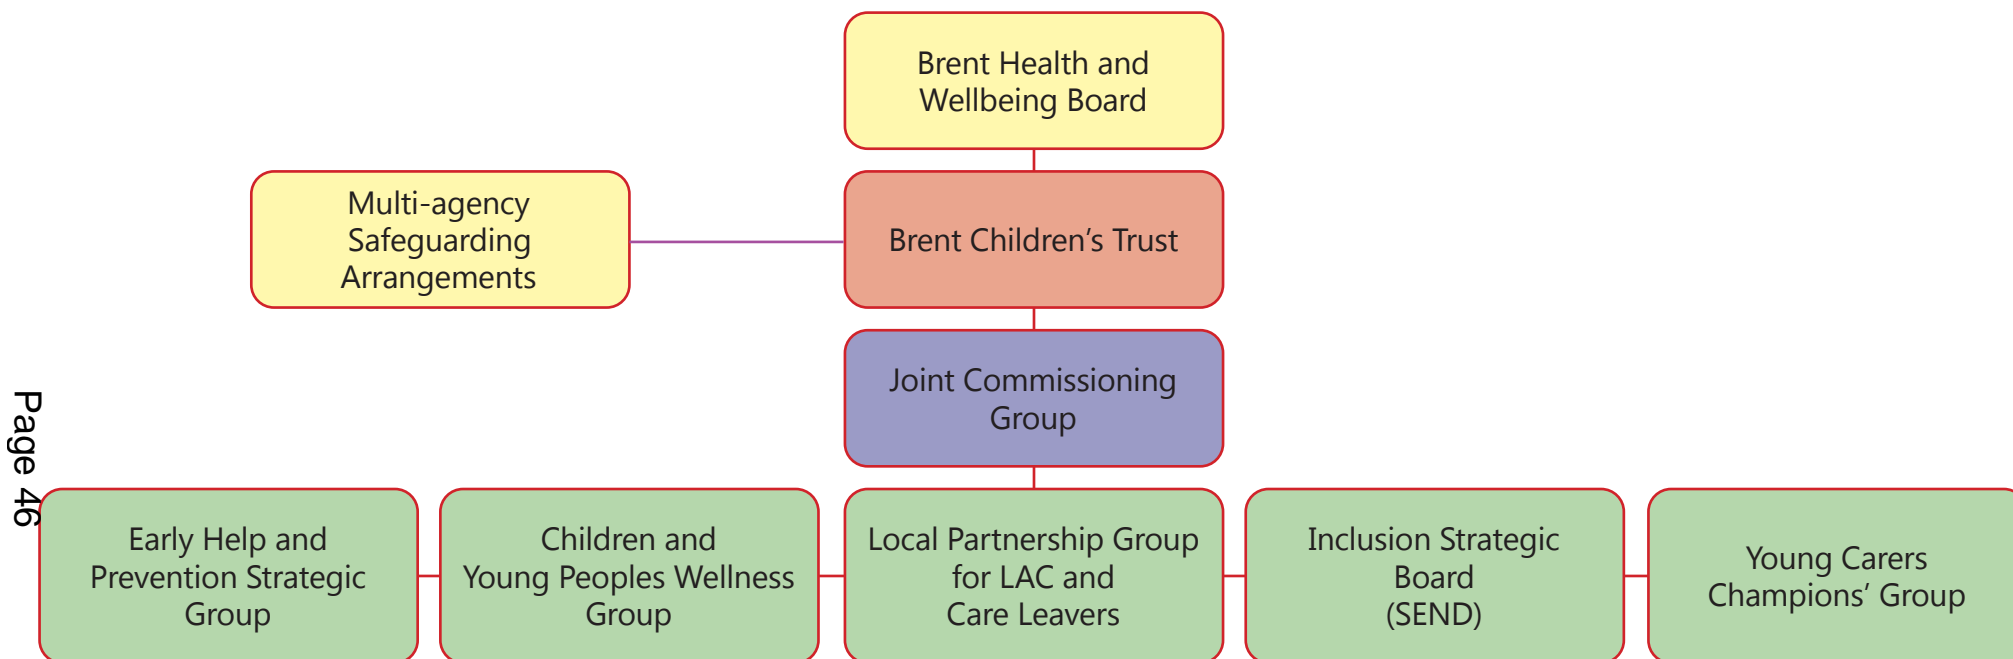 Brent Health and
Wellbeing Board
Multi-agency
Safeguarding
Arrangements
Brent Children’s Trust
Joint Commissioning
Group
Page 46
Early Help and
Prevention Strategic
Group
Children and
Young Peoples Wellness
Group
Local Partnership Group
for LAC and
Care Leavers
Inclusion Strategic
Board
(SEND)
Young Carers
Champions’ Group